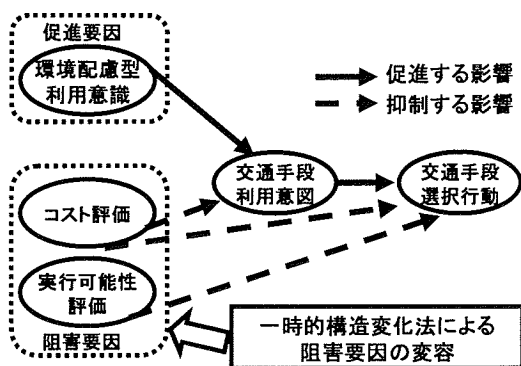 促進要因
環境配慮型
利用意識
促進する影響
抑制する影響
交通手段
利用意図
交通手段
選択行動
コスト評価
実行可能性
評価
阻害要因
一時的構造変化法による
阻害要因の変容